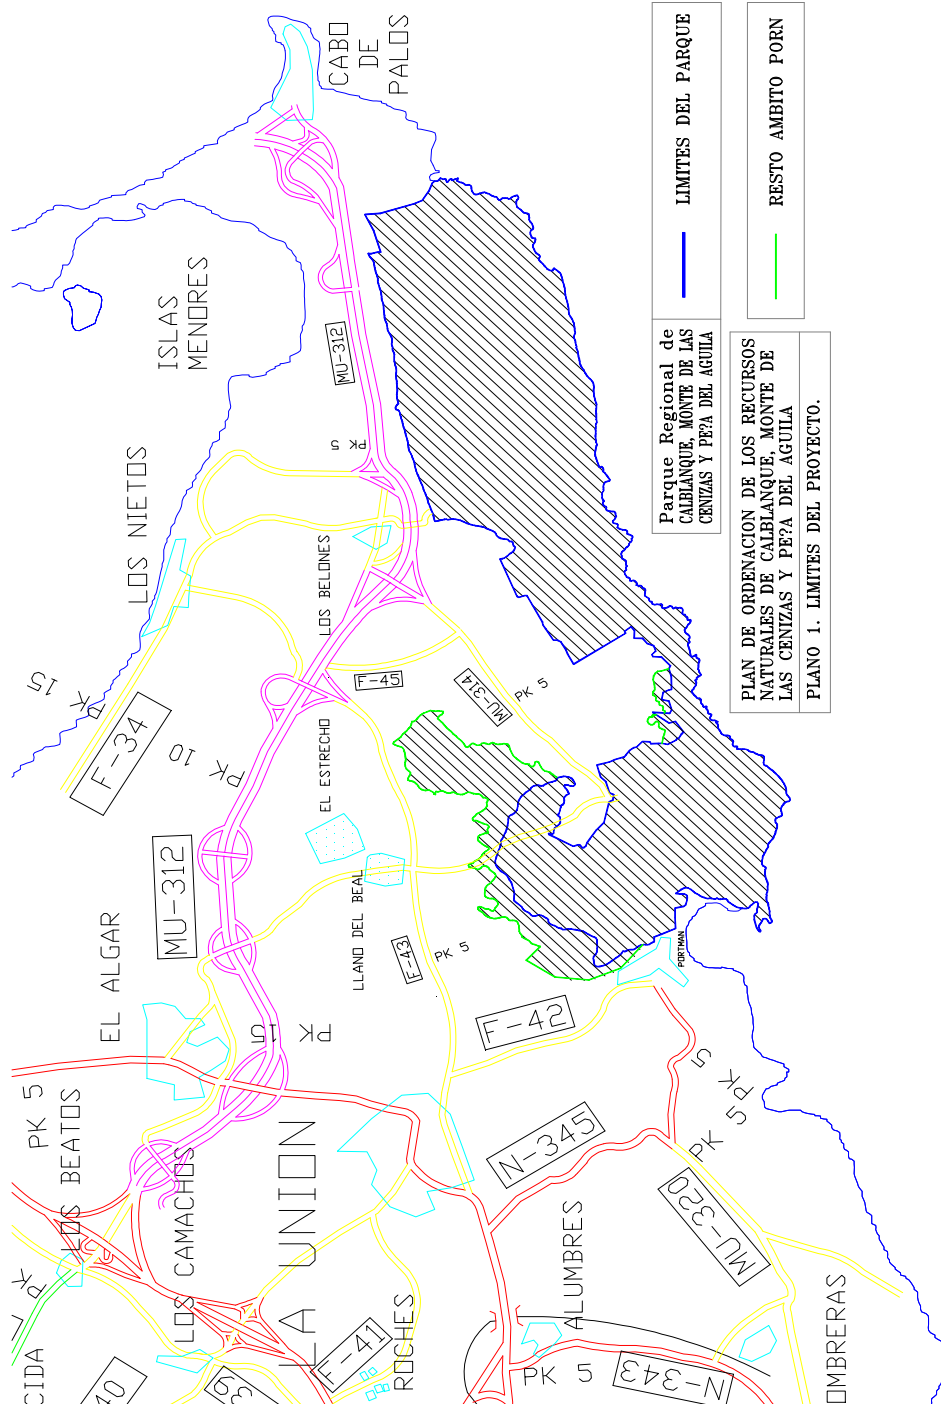 CABO
DE
PALOS
ISLAS
MENORES
LOS NIETOS
MU-312
PK 5
LOS BELONES
PK 15
F-34
PK 10
F-45
MU-314
PK 5
EL ESTRECHO
MU-312
LLANO DEL BEAL
EL ALGAR
F-43
PK 5
PORTMAN
F-42
PK 15
PK 5
LOS BEATOS
PK 5
PK 5
N-345
LOS CAMACHOS
LA UNION
MU-320
ALUMBRES
PK
F-41
ROCHES
PK 5
N-343
OMBRERAS
CIDA
40
39
LIMITES DEL PARQUE
RESTO AMBITO PORN
Parque Regional de
CALBLANQUE, MONTE DE LAS
CENIZAS Y PE?A DEL AGUILA
PLAN DE ORDENACION DE LOS RECURSOS
NATURALES DE CALBLANQUE, MONTE DE
LAS CENIZAS Y PE?A DEL AGUILA
PLANO 1. LIMITES DEL PROYECTO.